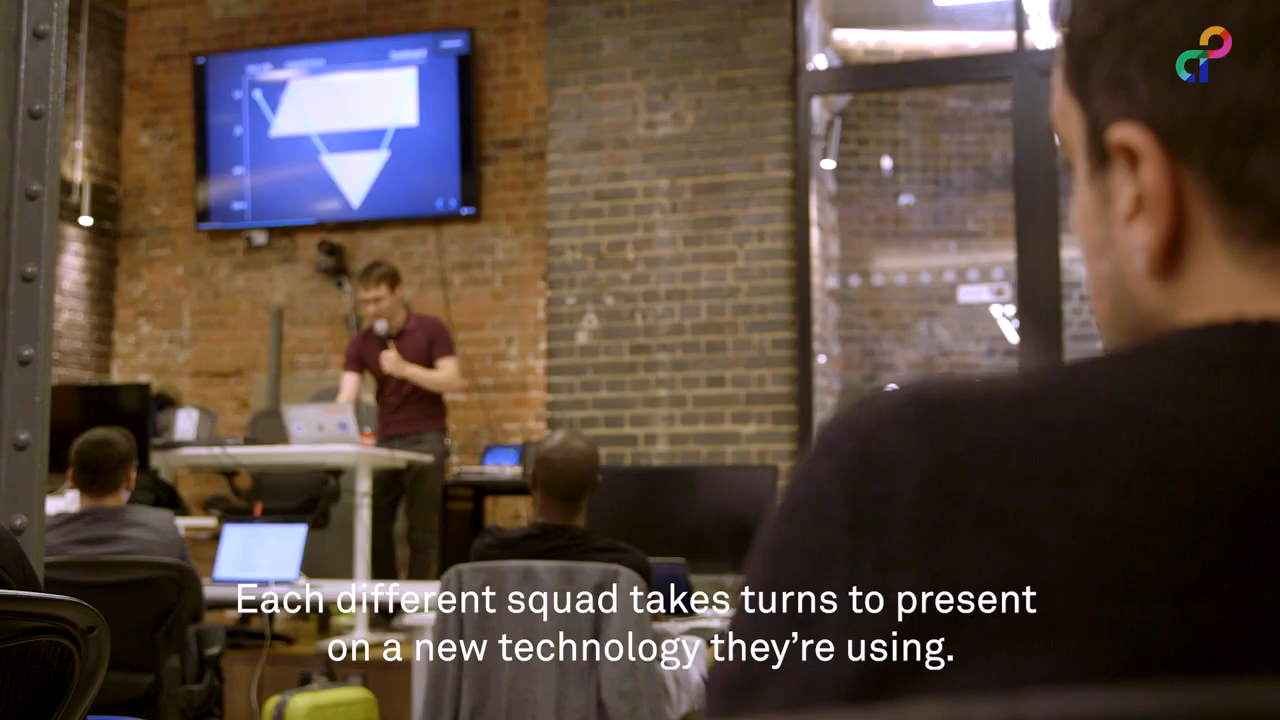 Each different squad takes turns to present
on a new technology they're using.